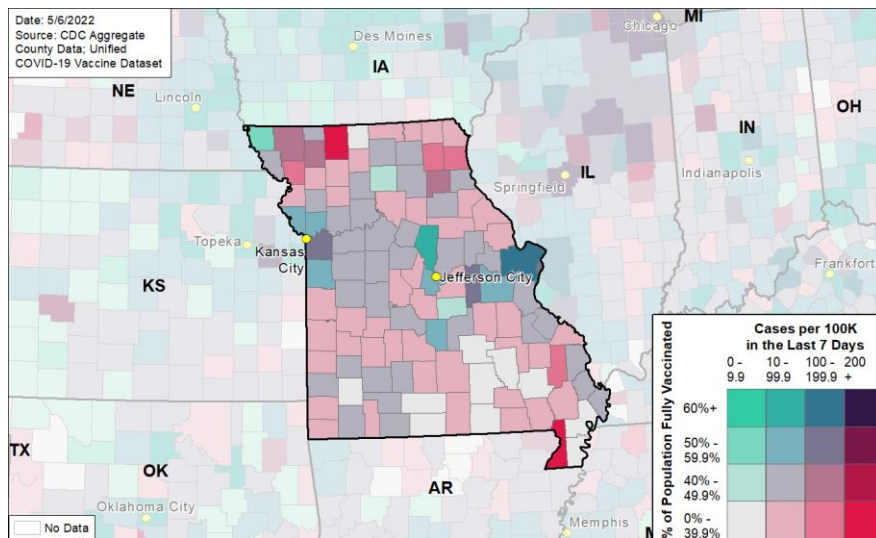 Date: 5/6/2022
Source: CDC Aggregate
County Data; Unified
COVID-19 Vaccine Dataset
Chicago
MI
Des Moines
IA
NE
Lincoln
OH
IN
IL
Springfield
Indianapolis
Topeka
Kansas
City
Jefferson City
Frankfort
KS
TX
OK
AR
Oklahoma City
Memphis
No Data
Cases per 100K
in the Last 7 Days
0 - 10 - 100 - 200
9.9 99.9 199.9 +
% of Population Fully Vaccinated
60%+
50% -
59.9%
40% -
49.9%
0% -
39.9%